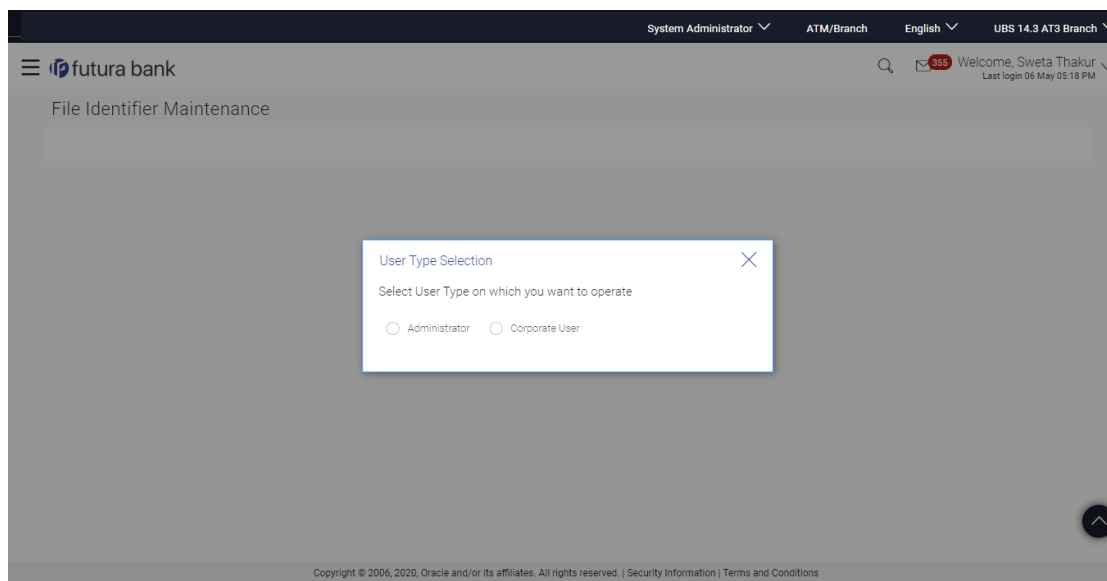 System Administrator ATM/Branch English UBS 14.3 AT3 Branch
futura bank 355 Welcome, Sweta Thakur
Last login 06 May 05:18 PM
File Identifier Maintenance
User Type Selection
Select User Type on which you want to operate
Administrator Corporate User
Copyright © 2006, 2020, Oracle and/or its affiliates. All rights reserved. | Security Information | Terms and Conditions